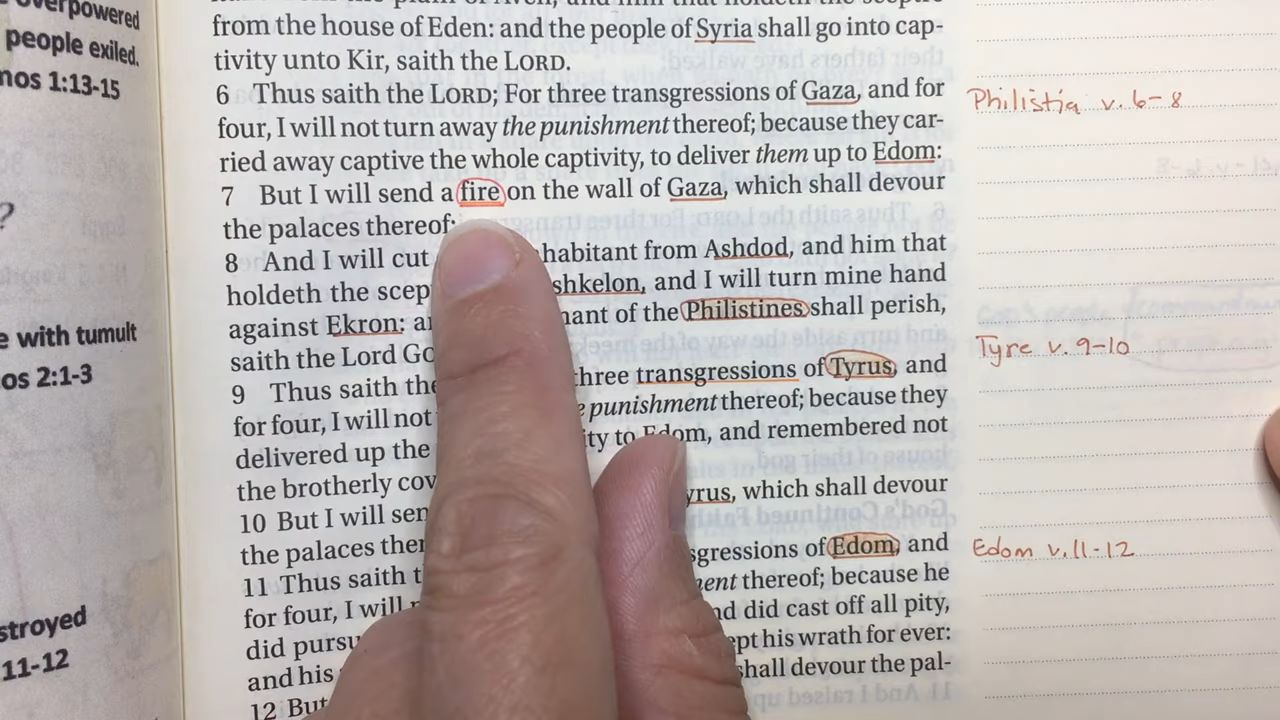 overpowered
people exiled.
mos 1:13-15
?
e with tumult
os 2:1-3
stroyed
11-12
from the house of Eden: and the people of Syria shall go into cap-
tivity unto Kir, saith the LORD.
6 Thus saith the LORD; For three transgressions of Gaza, and for
four, I will not turn away the punishment thereof; because they car-
ried away captive the whole captivity, to deliver them up to Edom:
7 But I will send a fire on the wall of Gaza, which shall devour
the palaces thereof:
8 And I will cut habitant from Ashdod, and him that
holdeth the scep shkelon, and I will turn mine hand
against Ekron: an nant of the Philistines shall perish,
saith the Lord Go
9 Thus saith the three transgressions of Tyrus, and
for four, I will not e punishment thereof; because they
delivered up the ity to Edom, and remembered not
the brotherly cov
10 But I will sen yrus, which shall devour
the palaces ther
11 Thus saith t sgressions of Edom, and
for four, I will ment thereof; because he
did pursu nd did cast off all pity,
and his ept his wrath for ever:
12 But shall devour the pal-
Philistia v. 6-8
Tyre v. 9-10
Edom v. 11-12